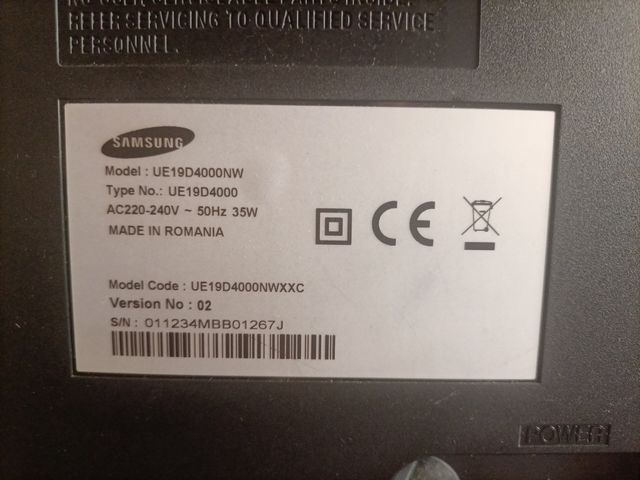 REFER SERVICING TO QUALIFIED SERVICE
PERSONNEL.
SAMSUNG
Model : UE19D4000NW
Type No.: UE19D4000
AC220-240V ~ 50Hz 35W
MADE IN ROMANIA
CE
Model Code : UE19D4000NWXXC
Version No : 02
S/N : 011234MBB01267J
POWER